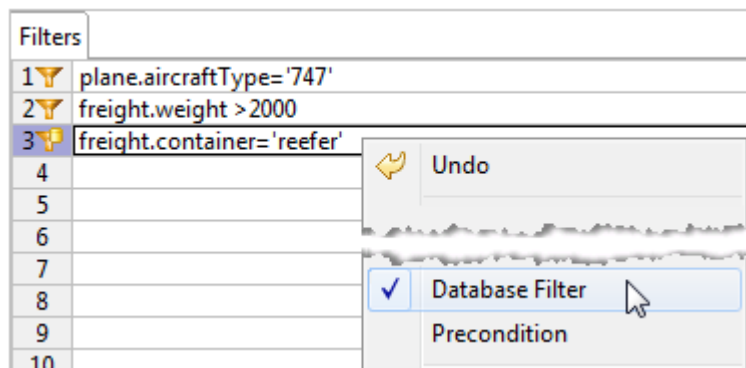 Filters
1 plane.aircraftType='747'
2 freight.weight >2000
3 freight.container='reefer'
Undo
4
5
6
7
Database Filter
8
9 Precondition
10